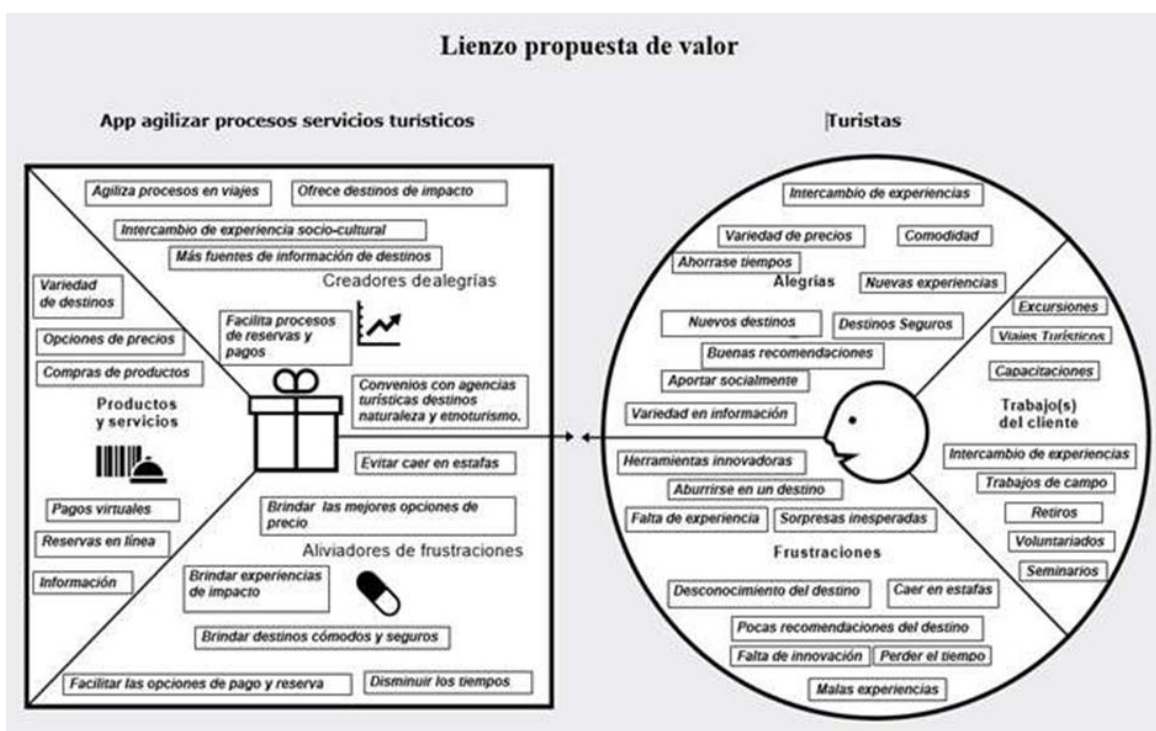 Lienzo propuesta de valor
App agilizar procesos servicios turísticos
Agiliza procesos en viajes
Ofrece destinos de impacto
Intercambio de experiencia socio-cultural
Más fuentes de información de destinos
Creadores dealegrías
Variedad
de destinos
Opciones de precios
Compras de productos
Facilita procesos
de reservas y
pagos
Convenios con agencias
turísticas destinos
naturaleza y etnoturismo.
Productos
y servicios
Pagos virtuales
Reservas en línea
Información
Evitar caer en estafas
Brindar las mejores opciones de
precio
Aliviadores de frustraciones
Brindar experiencias
de impacto
Brindar destinos cómodos y seguros
Facilitar las opciones de pago y reserva
Disminuir los tiempos
Turistas
Intercambio de experiencias
Variedad de precios
Comodidad
Ahorrase tiempos
Alegrías
Nuevas experiencias
Nuevos destinos
Destinos Seguros
Buenas recomendaciones
Aportar socialmente
Variedad en información
Excursiones
Viajes Turísticos
Capacitaciones
Trabajo(s)
del cliente
Intercambio de experiencias
Trabajos de campo
Retiros
Voluntariados
Seminarios
Herramientas innovadoras
Aburrirse en un destino
Falta de experiencia
Sorpresas inesperadas
Frustraciones
Desconocimiento del destino
Caer en estafas
Pocas recomendaciones del destino
Falta de innovación
Perder el tiempo
Malas experiencias